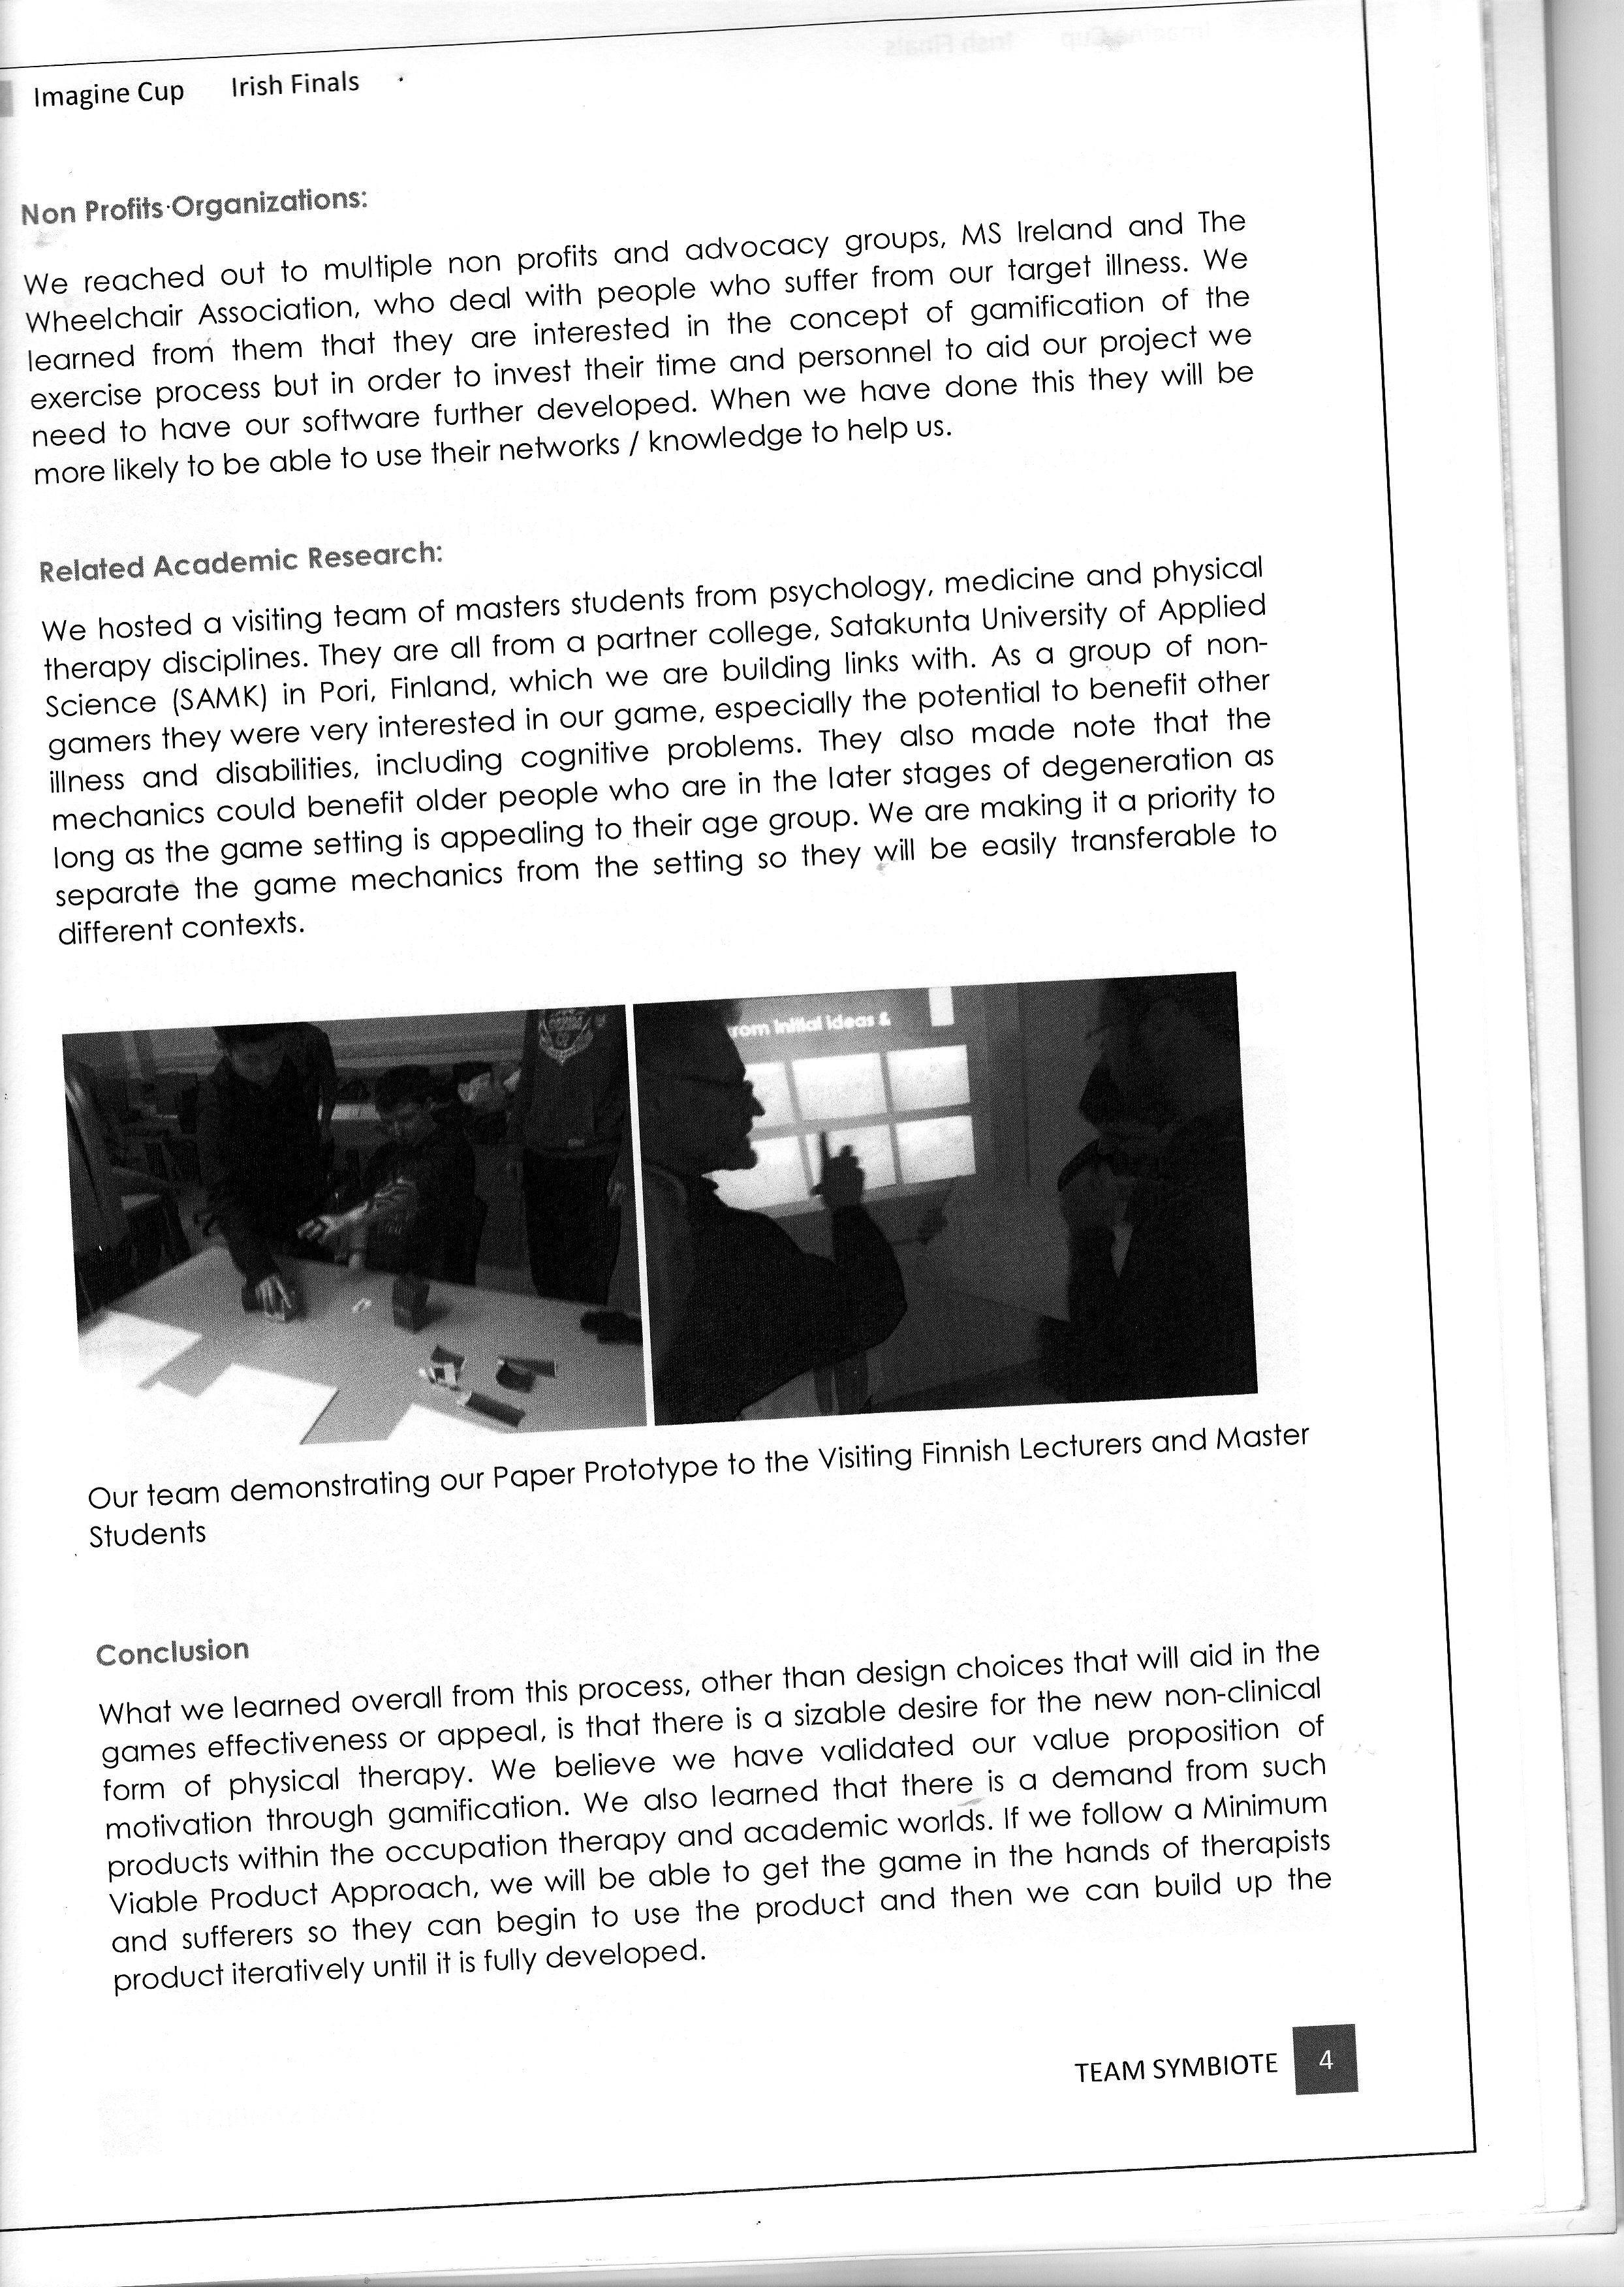 Imagine Cup Irish Finals
Non Profits Organizations:
We reached out to multiple non profits and advocacy groups, MS Ireland and The
Wheelchair Association, who deal with people who suffer from our target illness. We
learned from them that they are interested in the concept of gamification of the
exercise process but in order to invest their time and personnel to aid our project we
need to have our software further developed. When we have done this they will be
more likely to be able to use their networks / knowledge to help us.
Related Academic Research:
We hosted a visiting team of masters students from psychology, medicine and physical
therapy disciplines. They are all from a partner college, Satakunta University of Applied
Science (SAMK) in Pori, Finland, which we are building links with. As a group of non-
gamers they were very interested in our game, especially the potential to benefit other
illness and disabilities, including cognitive problems. They also made note that the
mechanics could benefit older people who are in the later stages of degeneration as
long as the game setting is appealing to their age group. We are making it a priority to
separate the game mechanics from the setting so they will be easily transferable to
different contexts.
rom initial ideas &
Our team demonstrating our Paper Prototype to the Visiting Finnish Lecturers and Master
Students
Conclusion
What we learned overall from this process, other than design choices that will aid in the
games effectiveness or appeal, is that there is a sizable desire for the new non-clinical
form of physical therapy. We believe we have validated our value proposition of
motivation through gamification. We also learned that there is a demand from such
products within the occupation therapy and academic worlds. If we follow a Minimum
Viable Product Approach, we will be able to get the game in the hands of therapists
and sufferers so they can begin to use the product and then we can build up the
product iteratively until it is fully developed.
TEAM SYMBIOTE 4